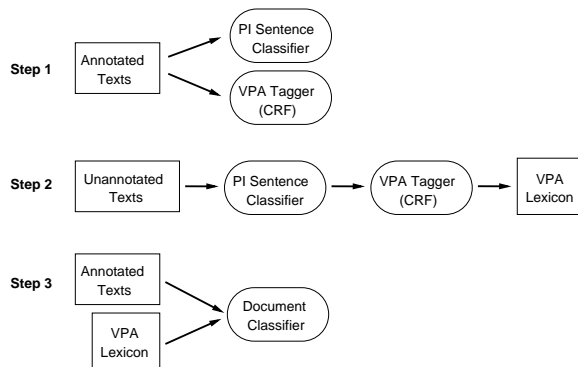 Step 1
Annotated
Texts
PI Sentence
Classifier
VPA Tagger
(CRF)
Step 2
Unannotated
Texts
PI Sentence
Classifier
VPA Tagger
(CRF)
VPA
Lexicon
Step 3
Annotated
Texts
VPA
Lexicon
Document
Classifier